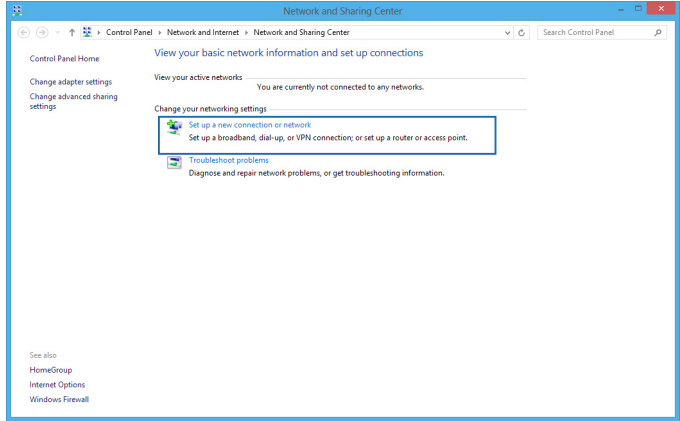 Network and Sharing Center
Control Panel Network and Internet Network and Sharing Center
Search Control Panel
Control Panel Home
Change adapter settings
Change advanced sharing
settings
View your basic network information and set up connections
View your active networks
You are currently not connected to any networks.
Change your networking settings
Set up a new connection or network
Set up a broadband, dial-up, or VPN connection; or set up a router or access point.
Troubleshoot problems
Diagnose and repair network problems, or get troubleshooting information.
See also
HomeGroup
Internet Options
Windows Firewall